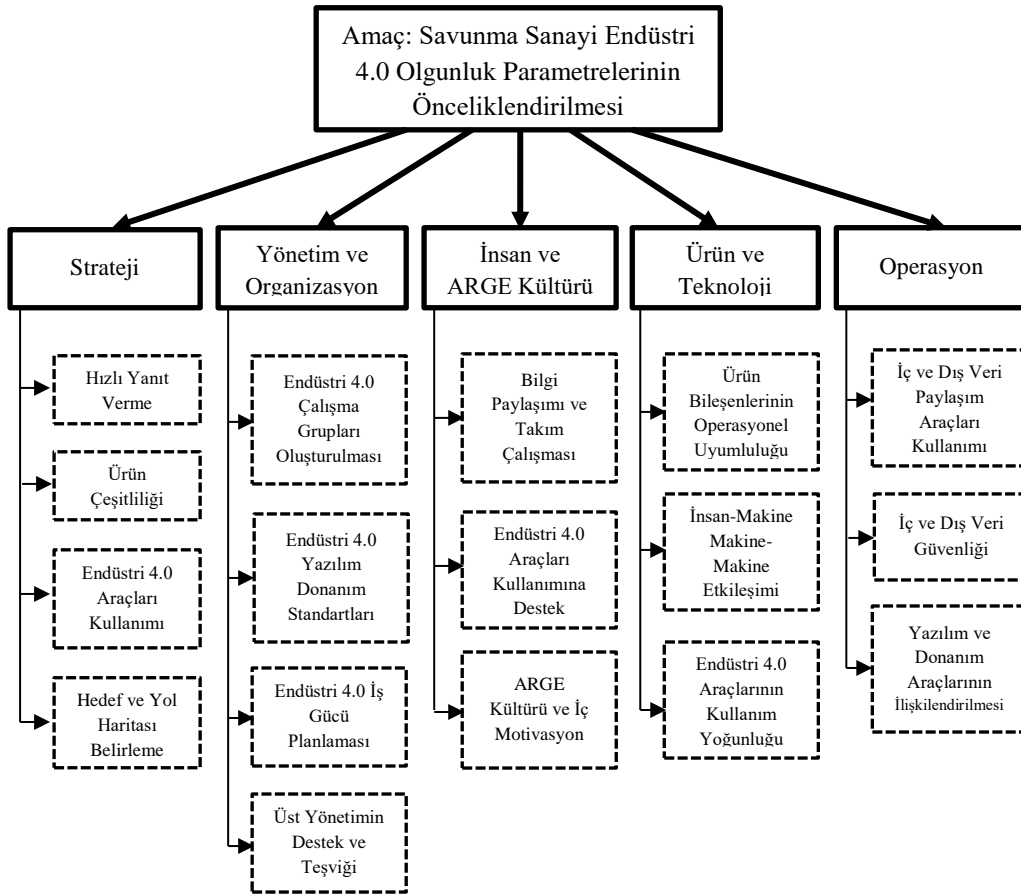 Amaç: Savunma Sanayi Endüstri
4.0 Olgunluk Parametrelerinin
Önceliklendirilmesi
Strateji
Yönetim ve
Organizasyon
İnsan ve
ARGE Kültürü
Ürün ve
Teknoloji
Operasyon
Hızlı Yanıt
Verme
Ürün
Çeşitliliği
Endüstri 4.0
Araçları
Kullanımı
Hedef ve Yol
Haritası
Belirleme
Endüstri 4.0
Çalışma
Grupları
Oluşturulması
Endüstri 4.0
Yazılım
Donanım
Standartları
Endüstri 4.0 İş
Gücü
Planlaması
Üst Yönetimin
Destek ve
Teşviği
Bilgi
Paylaşımı ve
Takım
Çalışması
Endüstri 4.0
Araçları
Kullanımına
Destek
ARGE
Kültürü ve İç
Motivasyon
Ürün
Bileşenlerinin
Operasyonel
Uyumluluğu
İnsan-Makine
Makine-
Makine
Etkileşimi
Endüstri 4.0
Araçlarının
Kullanım
Yoğunluğu
İç ve Dış Veri
Paylaşım
Araçları
Kullanımı
İç ve Dış Veri
Güvenliği
Yazılım ve
Donanım
Araçlarının
İlişkilendirilmesi